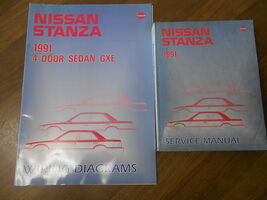 NISSAN
STANZA
1991
4-DOOR SEDAN GXE
WIRING DIAGRAMS
NISSAN
STANZA
1991
SERVICE MANUAL